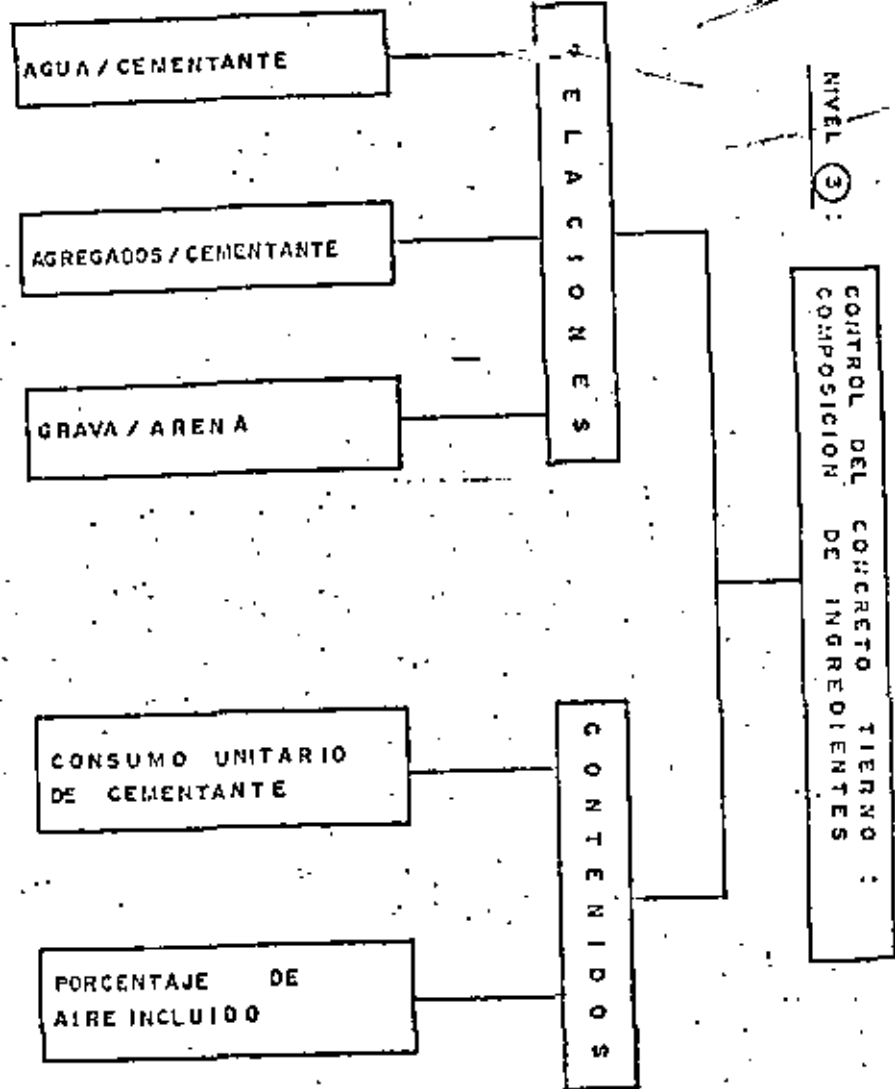 NIVEL 3 :
CONTROL DEL CONCRETO TIERNO :
COMPOSICION DE INGREDIENTES
RELACIONES
AGUA / CEMENTANTE
AGREGADOS / CEMENTANTE
GRAVA / ARENA
CONTENIDOS
CONSUMO UNITARIO
DE CEMENTANTE
PORCENTAJE DE
AIRE INCLUIDO